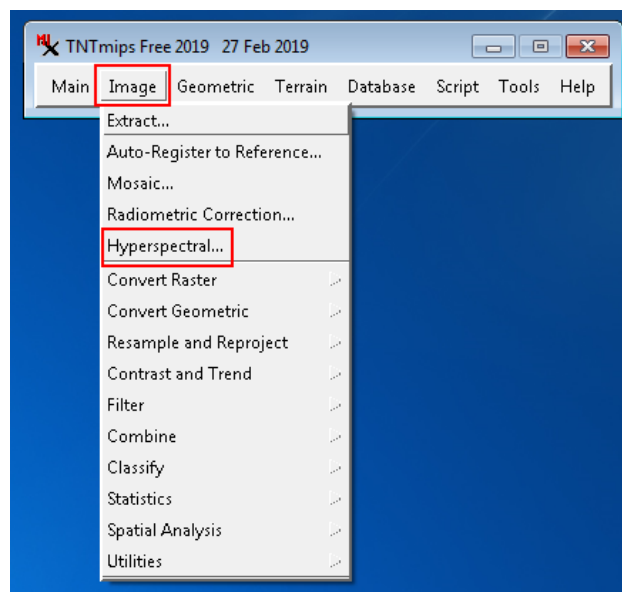 TNTmips Free 2019 27 Feb 2019
Main Image Geometric Terrain Database Script Tools Help
Extract...
Auto-Register to Reference...
Mosaic...
Radiometric Correction...
Hyperspectral...
Convert Raster
Convert Geometric
Resample and Reproject
Contrast and Trend
Filter
Combine
Classify
Statistics
Spatial Analysis
Utilities